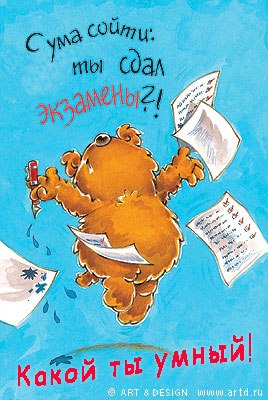 С ума сойти:
ты сдал
экзамены?!
Какой ты умный!
© ART & DESIGN www.artd.ru